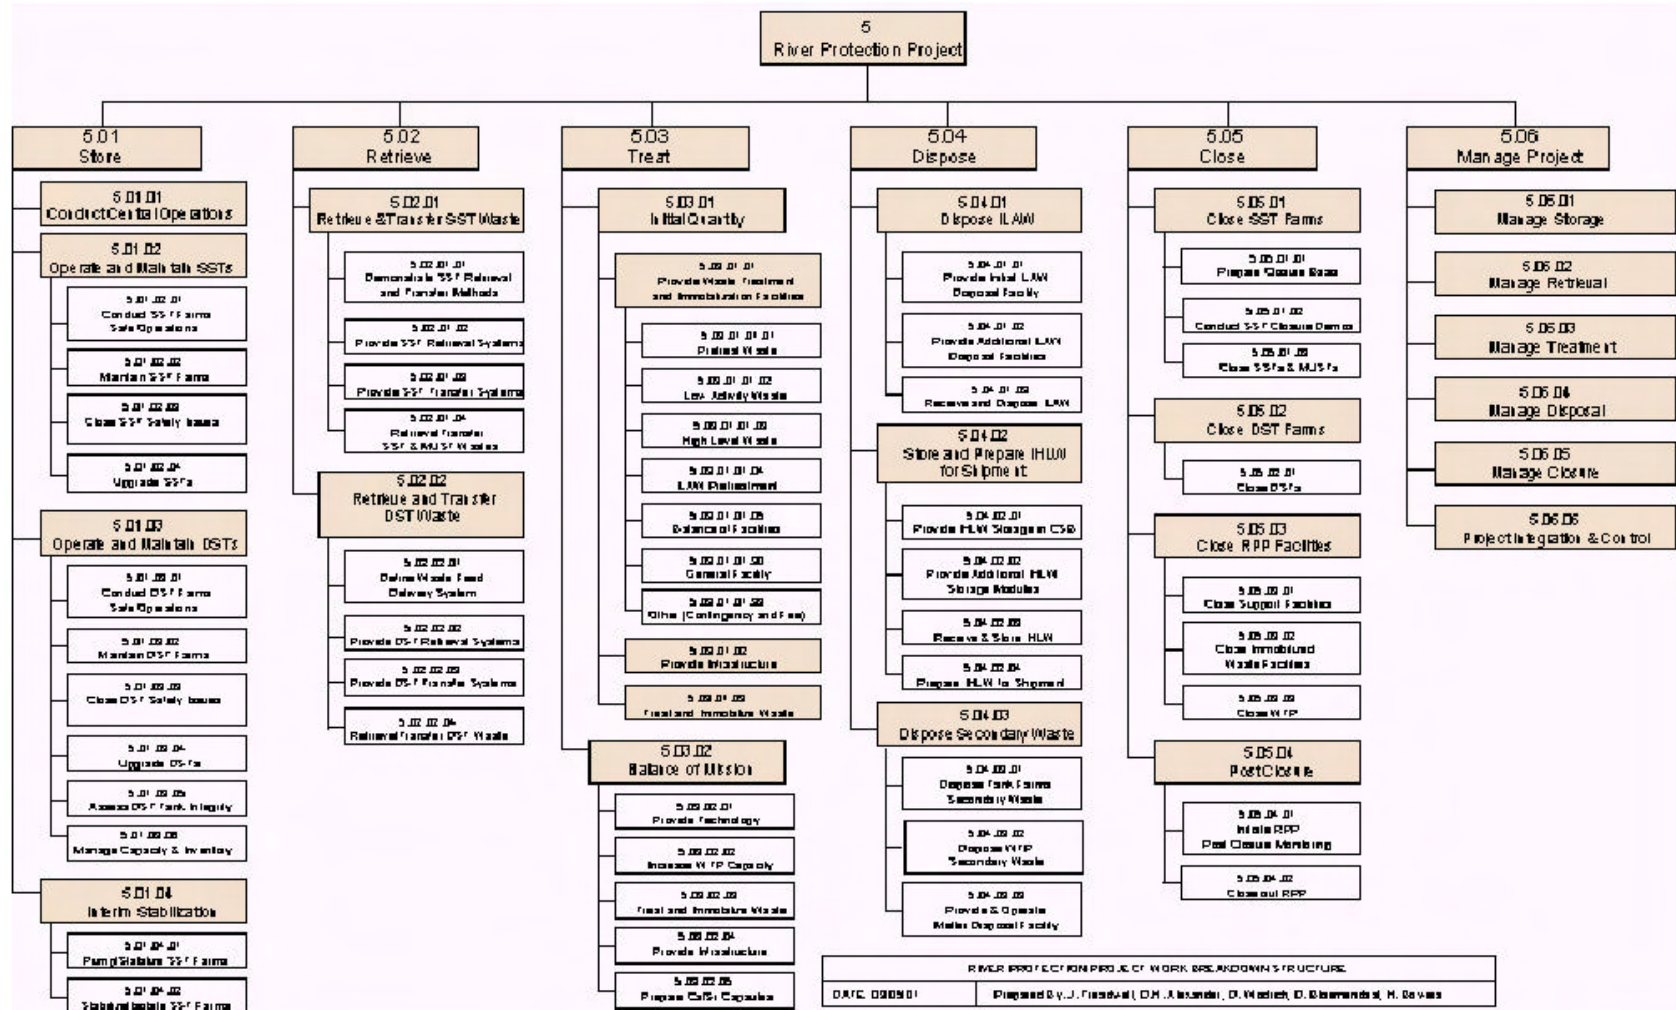 5
River Protection Project
5.01
Store
5.01.01
Conduct Central Operations
5.01.02
Operate and Maintain SSTs
5.01.02.01
Conduct SST Farms
Safe Operations
5.01.02.02
Maintain SST Farms
5.01.02.03
Close SST Safety Issues
5.01.02.04
Upgrade SSTs
5.01.03
Operate and Maintain DSTs
5.01.03.01
Conduct DST Farms
Safe Operations
5.01.03.02
Maintain DST Farms
5.01.03.03
Close DST Safety Issues
5.01.03.04
Upgrade DSTs
5.01.03.05
Assess DST Tank Integrity
5.01.03.06
Manage Capacity & Inventory
5.01.04
Interim Stabilization
5.01.04.01
SST Farms
5.01.04.02
SST Farms
5.02
Retrieve
5.02.01
Retrieve & Transfer SST Waste
5.02.01.01
Demonstrate SST Retrieval
and Transfer Methods
5.02.01.02
Provide SST Retrieval Systems
5.02.01.03
Provide SST Transfer Systems
5.02.01.04
Retrieve/Transfer
SST & MUST Wastes
5.02.02
Retrieve and Transfer
DST Waste
5.02.02.01
Define Waste Feed
Delivery System
5.02.02.02
Provide DST Retrieval Systems
5.02.02.03
Provide DST Transfer Systems
5.02.02.04
Retrieve/Transfer DST Waste
5.03
Treat
5.03.01
Initial Quantity
5.03.01.01
Provide Waste Treatment
and Immobilization Facilities
5.03.01.01.01
Pretreat Waste
5.03.01.01.02
Low Activity Waste
5.03.01.01.03
High Level Waste
5.03.01.01.04
LAW Pretreatment
5.03.01.01.05
Balance of Facilities
5.03.01.01.90
General Facility
5.03.01.01.99
Other (Contingency and Fee)
5.03.01.02
Provide Infrastructure
5.03.01.03
Treat and Immobilize Waste
5.03.02
Balance of Mission
5.03.02.01
Provide Technology
5.03.02.02
Increase WTP Capacity
5.03.02.03
Treat and Immobilize Waste
5.03.02.04
Provide Infrastructure
5.03.02.05
Prepare Cs/Sr Capsules
5.04
Dispose
5.04.01
Dispose ILAW
5.04.01.01
Provide Initial ILAW
Disposal Facility
5.04.01.02
Provide Additional ILAW
Disposal Facilities
5.04.01.03
Receive and Dispose ILAW
5.04.02
Store and Prepare IHLW
for Shipment
5.04.02.01
Provide IHLW Storage in CSB
5.04.02.02
Provide Additional IHLW
Storage Modules
5.04.02.03
Receive & Store IHLW
5.04.02.04
Prepare IHLW for Shipment
5.04.03
Dispose Secondary Waste
5.04.03.01
Dispose Tank Farms
Secondary Waste
5.04.03.02
Dispose WTP
Secondary Waste
5.04.03.03
Provide & Operate
Melter Disposal Facility
5.05
Close
5.05.01
Close SST Farms
5.05.01.01
Prepare Closure Basis
5.05.01.02
Conduct SST Closure Demos
5.05.01.03
Close SSTs & MUSTs
5.05.02
Close DST Farms
5.05.02.01
Close DSTs
5.05.03
Close RPP Facilities
5.05.03.01
Close Support Facilities
5.05.03.02
Close Immobilized
Waste Facilities
5.05.03.03
Close WTP
5.05.04
Post Closure
5.05.04.01
Initiate RPP
Post Closure Monitoring
5.05.04.02
Closeout RPP
5.06
Manage Project
5.06.01
Manage Storage
5.06.02
Manage Retrieval
5.06.03
Manage Treatment
5.06.04
Manage Disposal
5.06.05
Manage Closure
5.06.06
Project Integration & Control
RIVER PROTECTION PROJECT WORK BREAKDOWN STRUCTURE
DATE
Prepared By: J. Treadwell, D.H. Alexander,